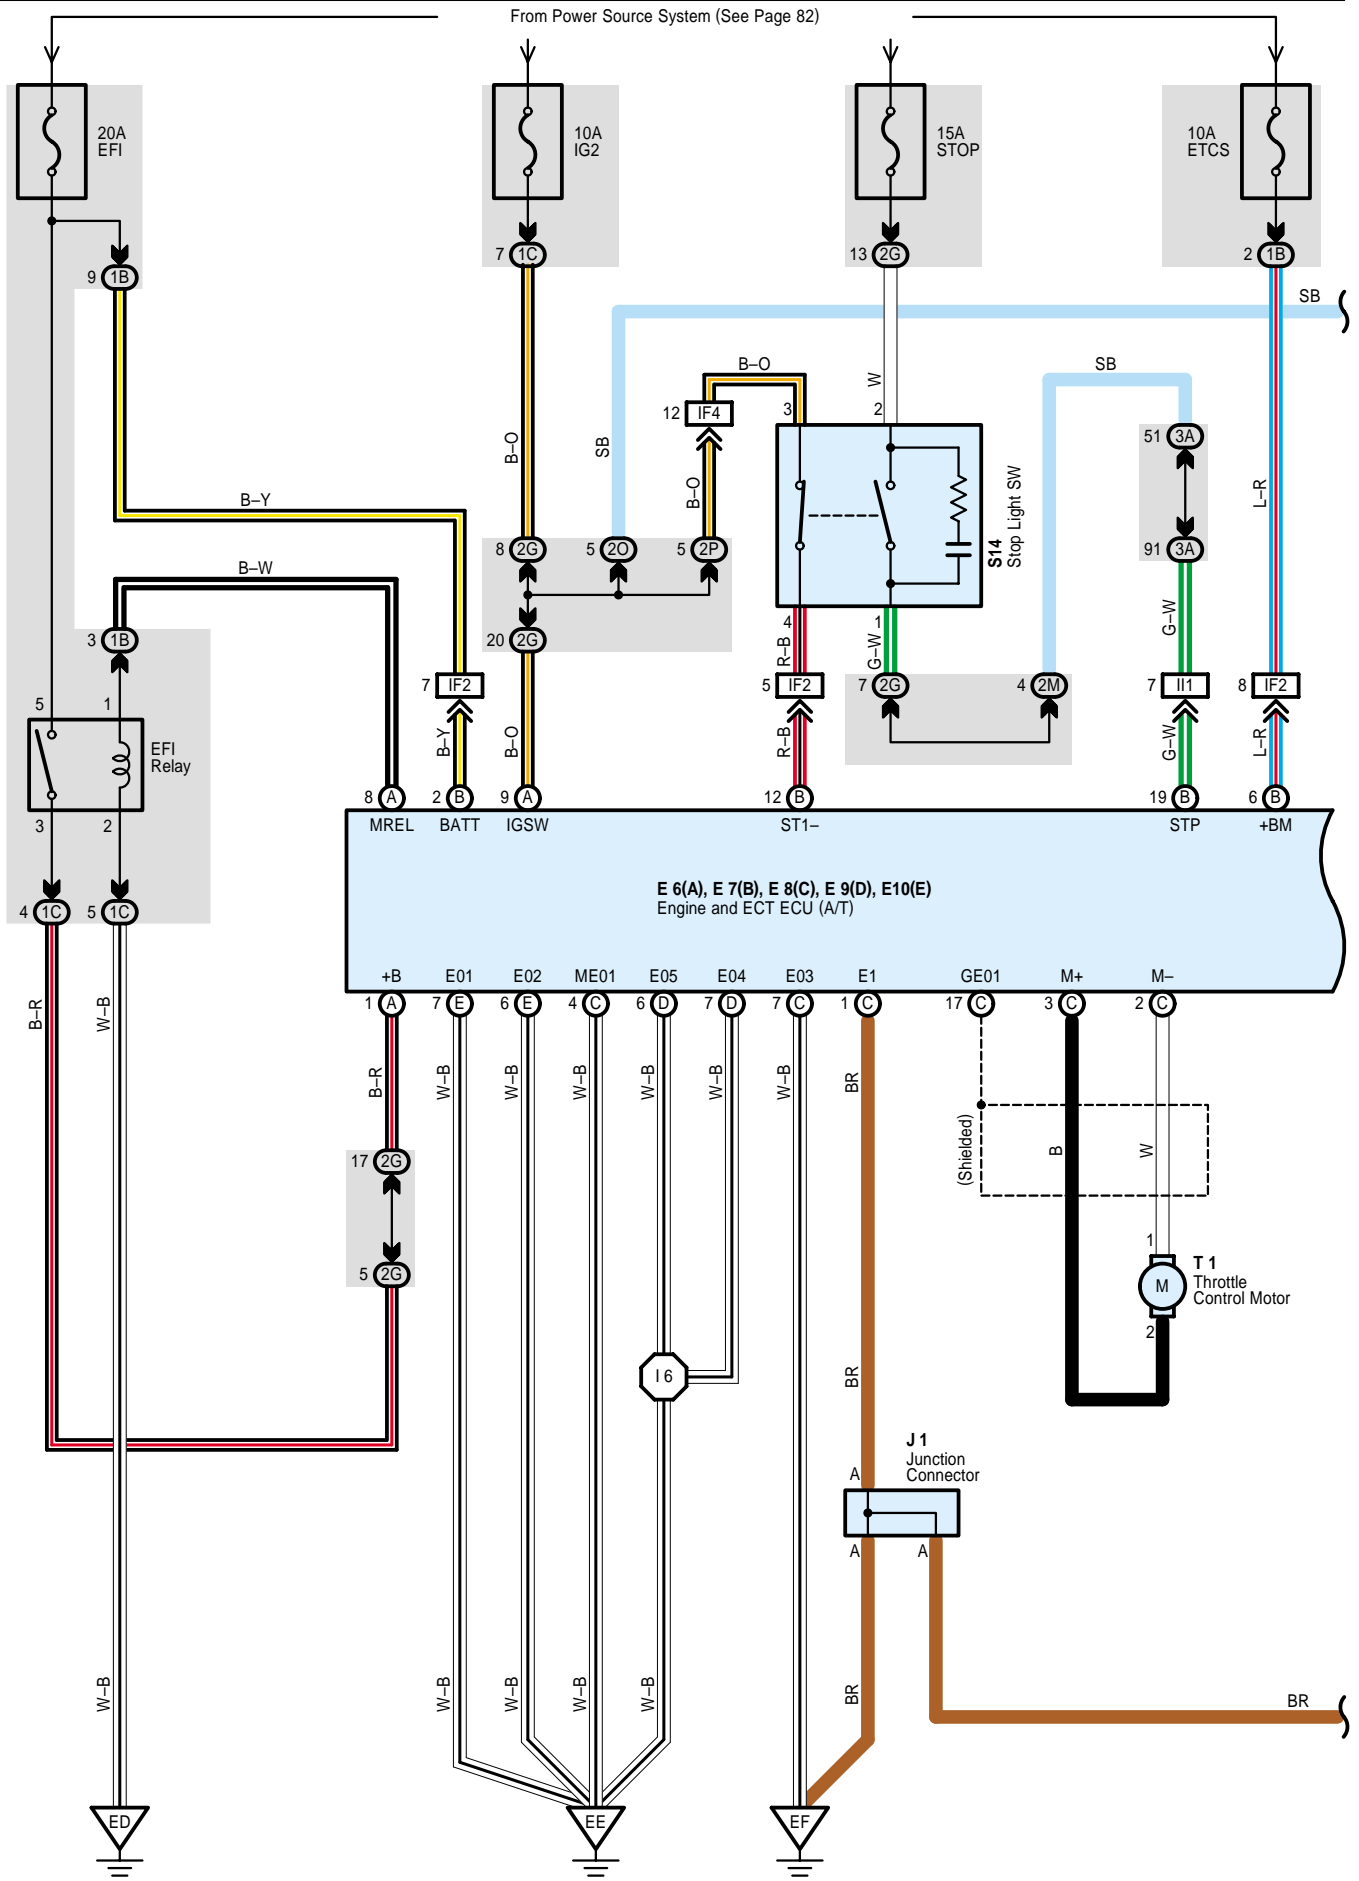 From Power Source System (See Page 82)
20A
EFI
10A
IG2
15A
STOP
10A
ETCS
7 1C
13 2G
2 1B
9 1B
SB
B–O
SB
W
12 IF4
3
2
51 3A
B–O
SB
B–O
L–R
B–Y
S14
Stop Light SW
8 2G
5 2O
5 2P
91 3A
B–W
4
1
G–W
3 1B
20 2G
R–B
G–W
7 IF2
5 IF2
7 2G
4 2M
7 II1
8 IF2
5
1
EFI
Relay
B–Y
B–O
R–B
G–W
L–R
8 A
2 B
9 A
12 B
19 B
6 B
3
2
MREL
BATT
IGSW
ST1–
STP
+BM
E 6(A), E 7(B), E 8(C), E 9(D), E10(E)
Engine and ECT ECU (A/T)
4 1C
5 1C
+B
E01
E02
ME01
E05
E04
E03
E1
GE01
M+
M–
1 A
7 E
6 E
4 C
6 D
7 D
7 C
1 C
17 C
3 C
2 C
B–R
W–B
B–R
W–B
W–B
W–B
W–B
W–B
W–B
BR
(Shielded)
B
W
17 2G
5 2G
1
M
T 1
Throttle
Control Motor
2
I 6
BR
J 1
Junction
Connector
A
A
A
W–B
W–B
W–B
W–B
W–B
BR
BR
ED
EE
EF